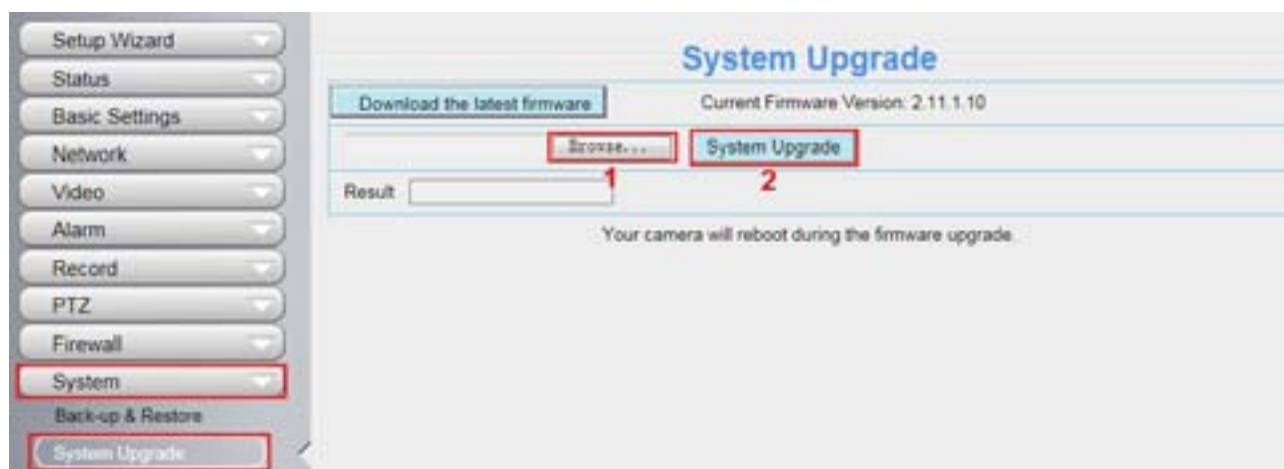 Setup Wizard
Status
Basic Settings
Network
Video
Alarm
Record
PTZ
Firewall
System
Back-up & Restore
System Upgrade
System Upgrade
Download the latest firmware
Current Firmware Version: 2.11.1.10
Browse...
System Upgrade
1
2
Result
Your camera will reboot during the firmware upgrade.